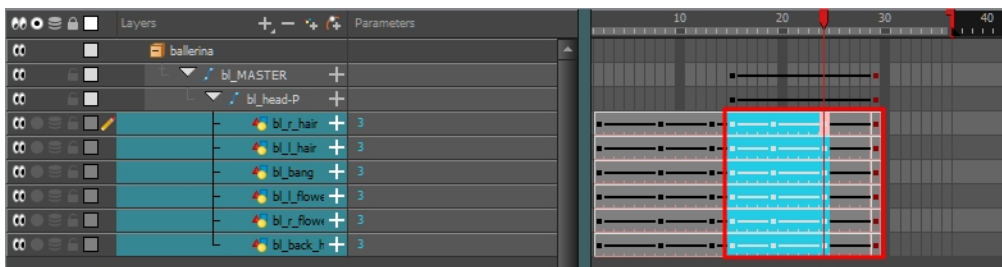 Layers Parameters 10 20 30 40
ballerina
bl_MASTER
bl_head-P
bl_r_hair 3
bl_l_hair 3
bl_bang 3
bl_l_flowe 3
bl_r_flowe 3
bl_back_h 3